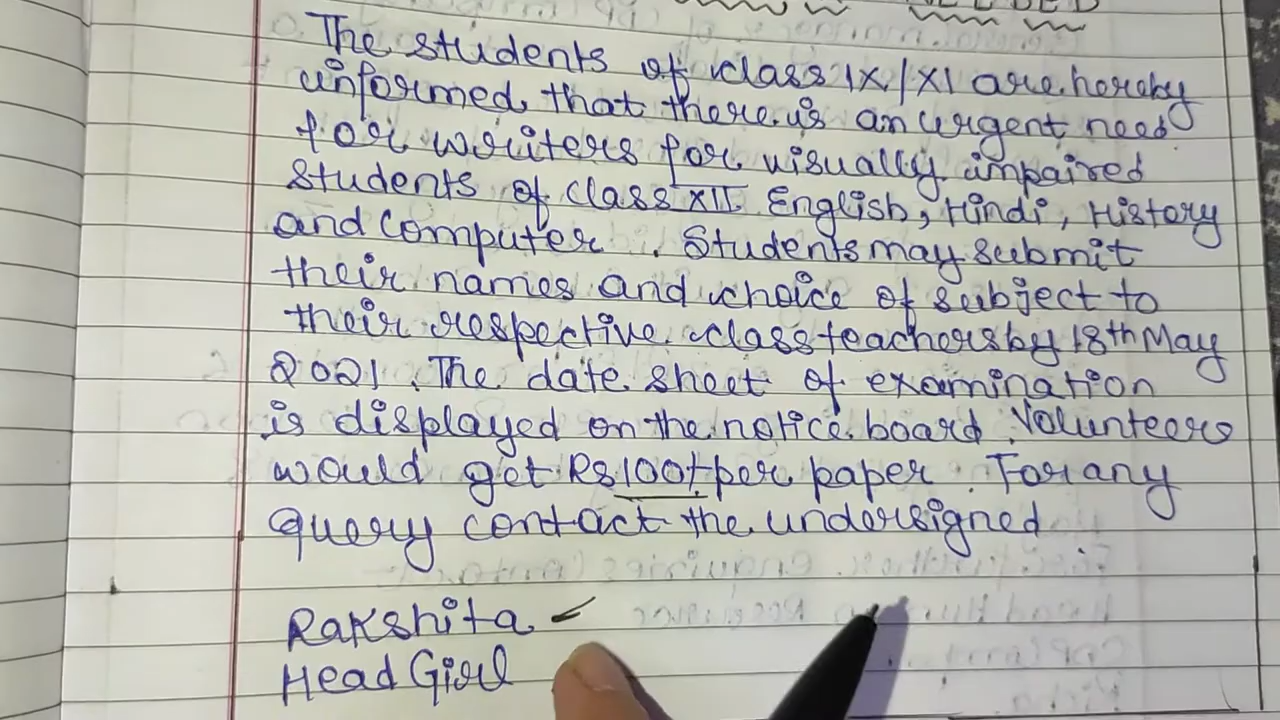 The students of class IX/XI are hereby
informed that there is an urgent need
for writers for visually impaired
students of class XII English, Hindi, History
and Computer. Students may submit
their names and choice of subject to
their respective class teachers by 18th May
2021. The date sheet of examination
is displayed on the notice board. Volunteers
would get Rs 100/- per paper. For any
query contact the undersigned
Rakshita
Head Girl